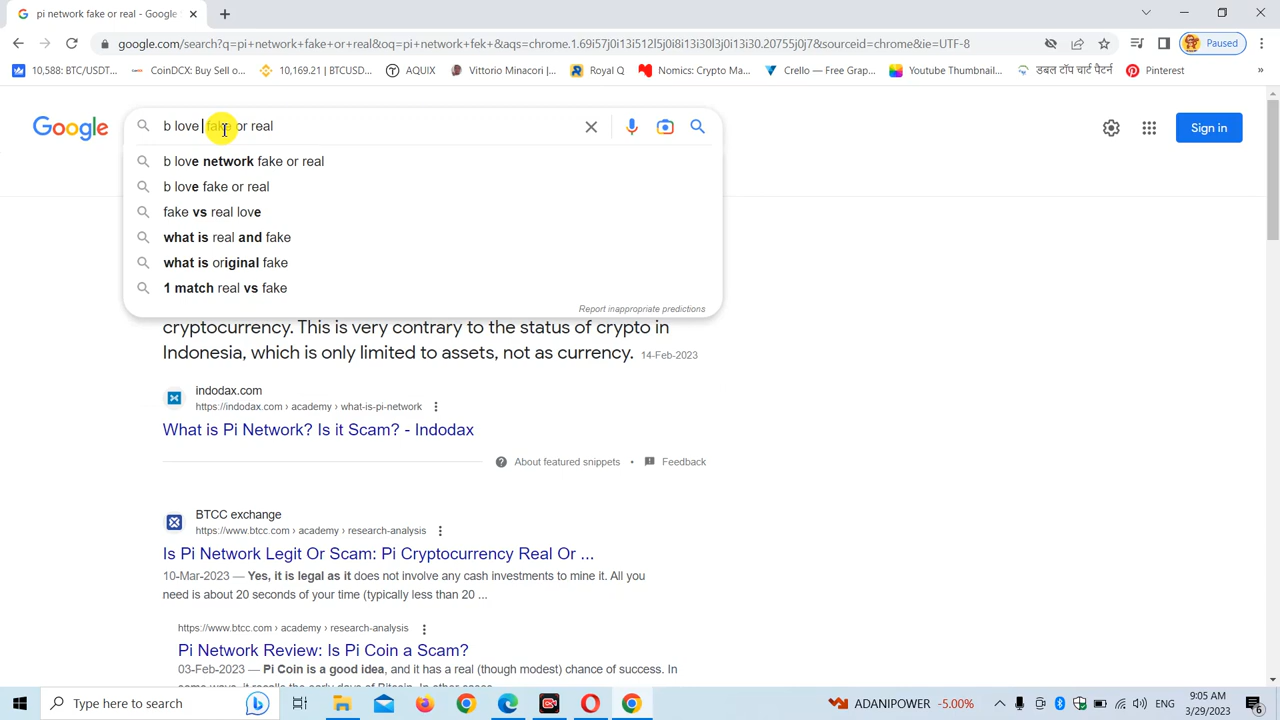 pi network fake or real - Google
google.com/search?q=pi+network+fake+or+real&oq=pi+network+fek&aqs=chrome.1.69i57j0i13i512l5j0i8i13i30l3j0i13i30.20755j0j7&sourceid=chrome&ie=UTF-8
Paused
10,588: BTC/USDT...
CoinDCX: Buy Sell o...
10,169.21 | BTCUSD...
AQUIX
Vittorio Minacori |...
Royal Q
Nomics: Crypto Ma...
Crello — Free Grap...
Youtube Thumbnail...
डबल टॉप चार्ट पैटर्न
Pinterest
»
Google
b love fake or real
Sign in
b love network fake or real
b love fake or real
fake vs real love
what is real and fake
what is original fake
1 match real vs fake
Report inappropriate predictions
cryptocurrency. This is very contrary to the status of crypto in
Indonesia, which is only limited to assets, not as currency. 14-Feb-2023
indodax.com
https://indodax.com › academy › what-is-pi-network
What is Pi Network? Is it Scam? - Indodax
About featured snippets • Feedback
BTCC exchange
https://www.btcc.com › academy › research-analysis
Is Pi Network Legit Or Scam: Pi Cryptocurrency Real Or ...
10-Mar-2023 — Yes, it is legal as it does not involve any cash investments to mine it. All you
need is about 20 seconds of your time (typically less than 20 ...
https://www.btcc.com › academy › research-analysis
Pi Network Review: Is Pi Coin a Scam?
03-Feb-2023 — Pi Coin is a good idea, and it has a real (though modest) chance of success. In
Type here to search
ADANIPOWER -5.00%
ENG
9:05 AM
3/29/2023
6